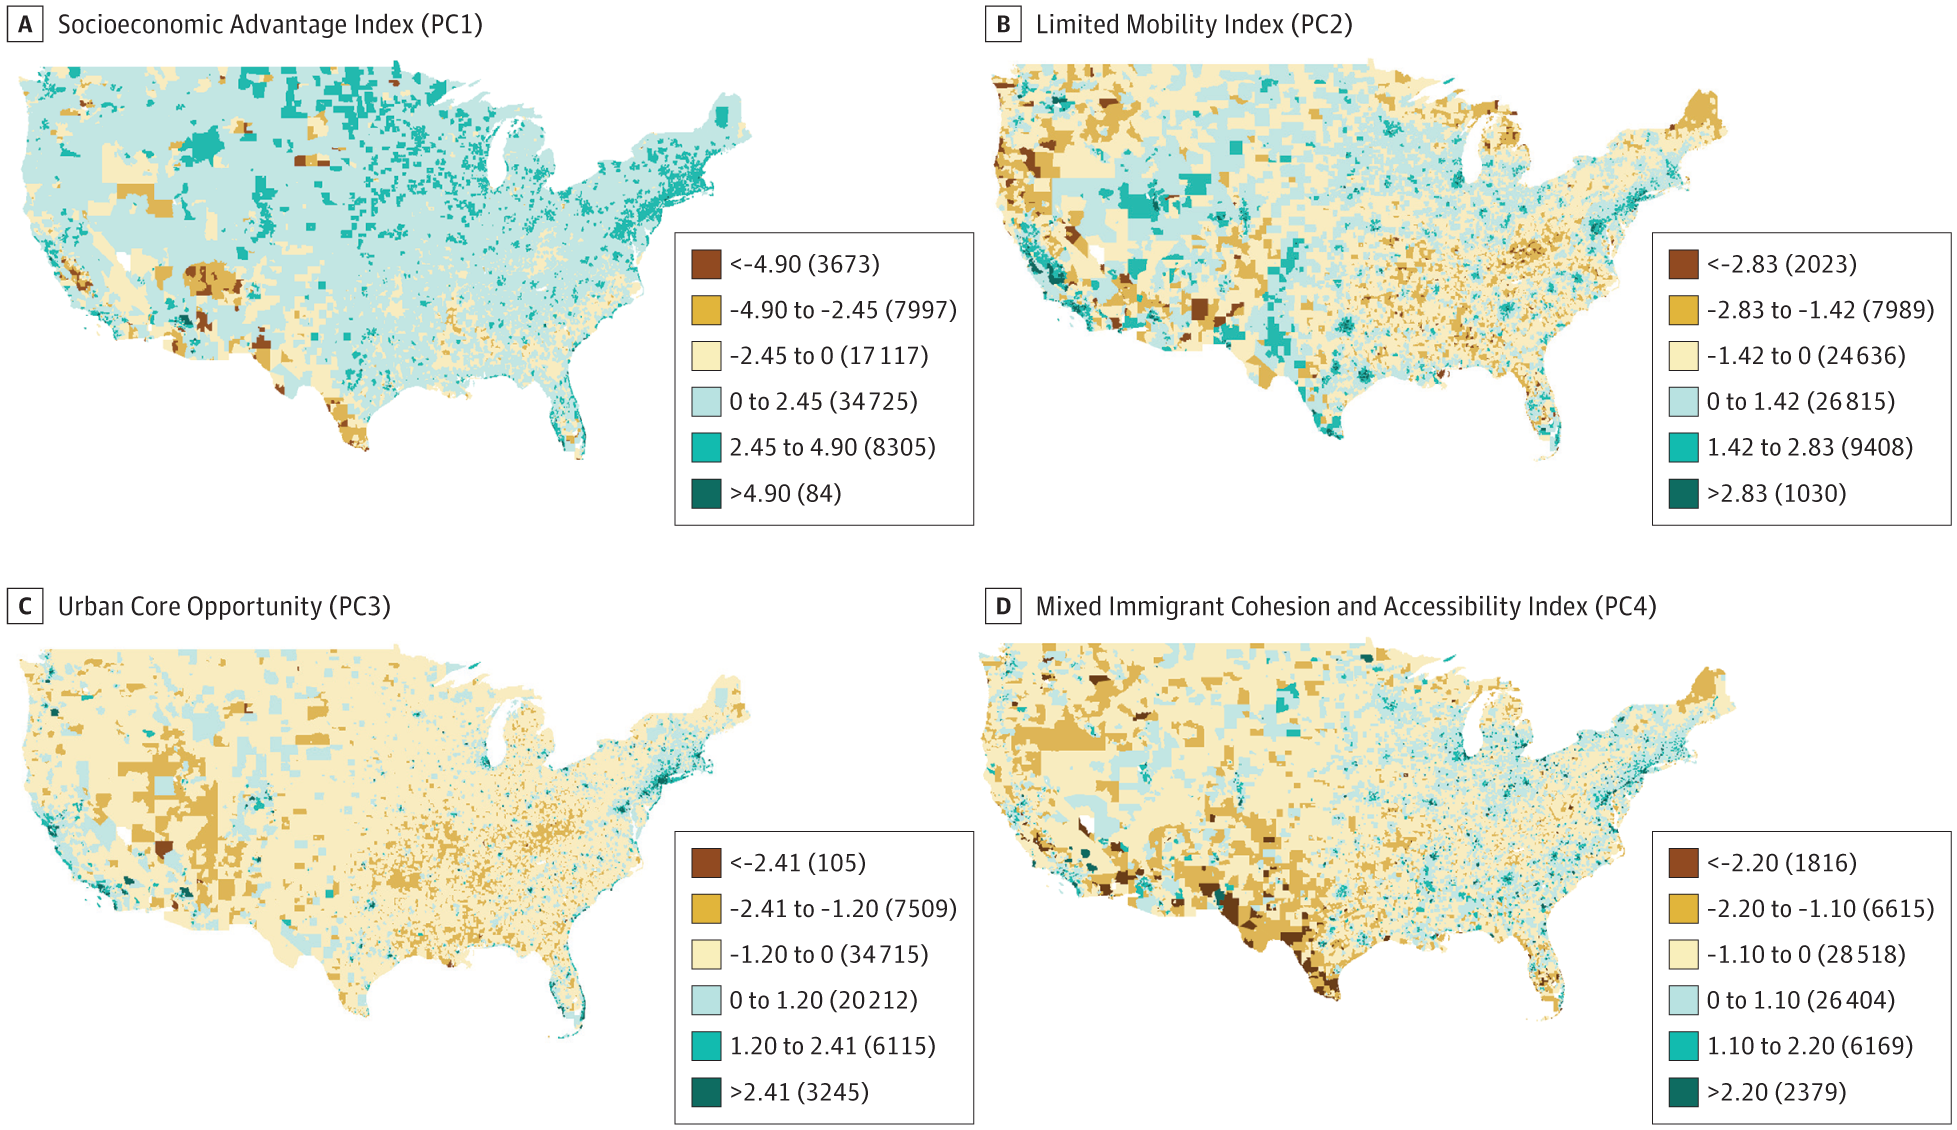 A Socioeconomic Advantage Index (PC1)
<-4.90 (3673)
-4.90 to -2.45 (7997)
-2.45 to 0 (17 117)
0 to 2.45 (34 725)
2.45 to 4.90 (8305)
>4.90 (84)
B Limited Mobility Index (PC2)
<-2.83 (2023)
-2.83 to -1.42 (7989)
-1.42 to 0 (24 636)
0 to 1.42 (26 815)
1.42 to 2.83 (9408)
>2.83 (1030)
C Urban Core Opportunity (PC3)
<-2.41 (105)
-2.41 to -1.20 (7509)
-1.20 to 0 (34 715)
0 to 1.20 (20 212)
1.20 to 2.41 (6115)
>2.41 (3245)
D Mixed Immigrant Cohesion and Accessibility Index (PC4)
<-2.20 (1816)
-2.20 to -1.10 (6615)
-1.10 to 0 (28 518)
0 to 1.10 (26 404)
1.10 to 2.20 (6169)
>2.20 (2379)